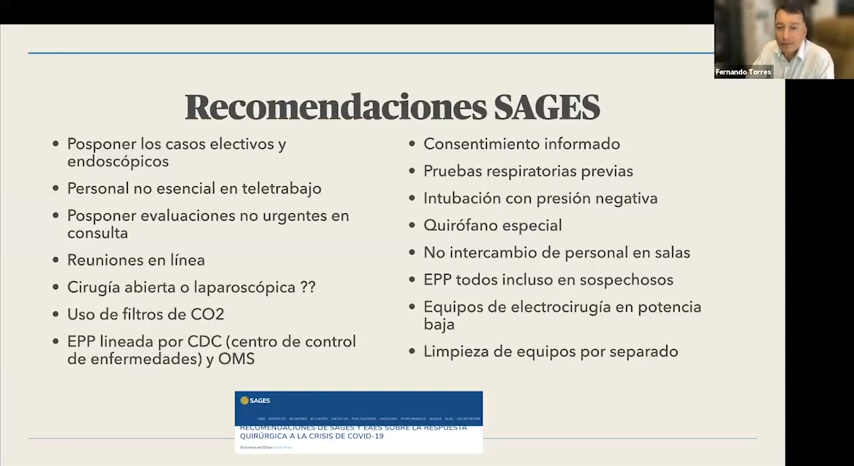 Fernando Torres
Recomendaciones SAGES
Posponer los casos electivos y
endoscópicos
Personal no esencial en teletrabajo
Posponer evaluaciones no urgentes en
consulta
Reuniones en línea
Cirugía abierta o laparoscópica ??
Uso de filtros de CO2
EPP lineada por CDC (centro de control
de enfermedades) y OMS
Consentimiento informado
Pruebas respiratorias previas
Intubación con presión negativa
Quirófano especial
No intercambio de personal en salas
EPP todos incluso en sospechosos
Equipos de electrocirugía en potencia
baja
Limpieza de equipos por separado
SAGES
RECOMENDACIONES DE SAGES Y EAES SOBRE LA RESPUESTA
QUIRÚRGICA A LA CRISIS DE COVID-19